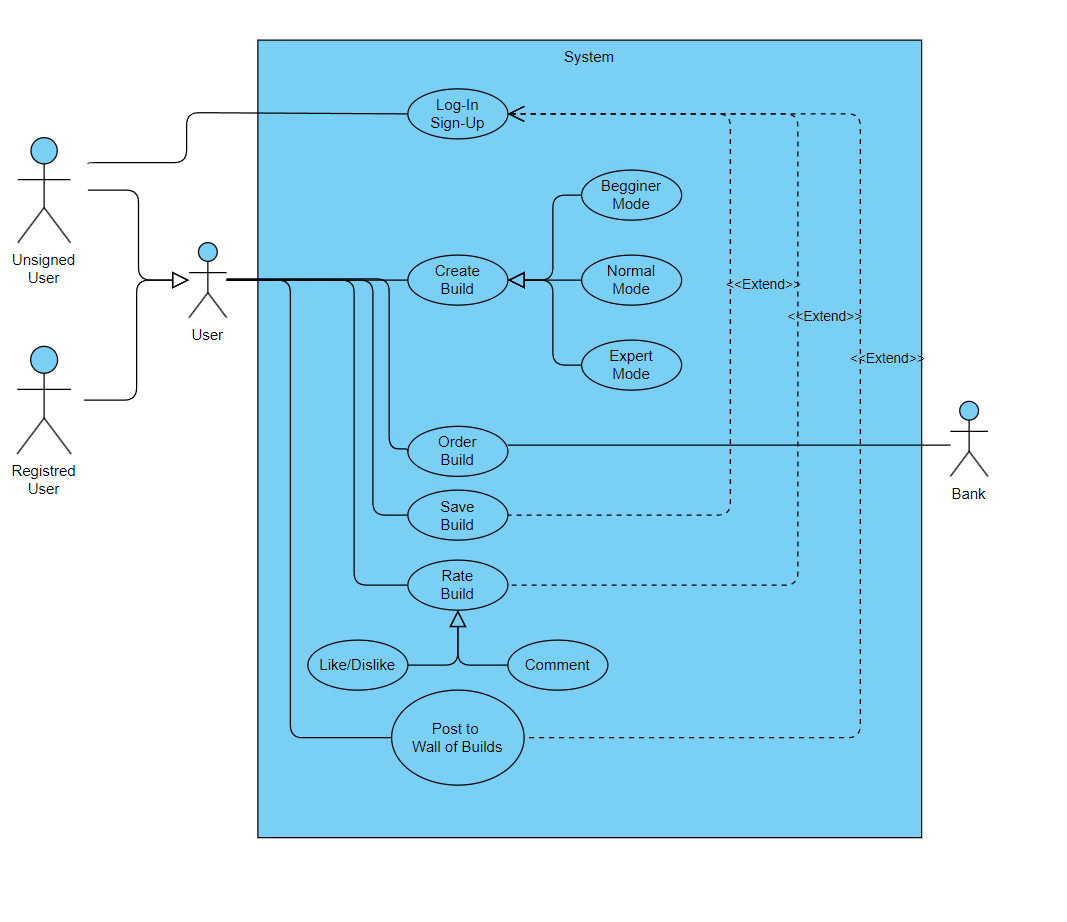 System
Log-In
Sign-Up
Begginer
Mode
Unsigned
User
Create
Build
Normal
Mode
<<Extend>>
<<Extend>>
User
Expert
Mode
<<Extend>>
Order
Build
Registred
User
Bank
Save
Build
Rate
Build
Like/Dislike
Comment
Post to
Wall of Builds